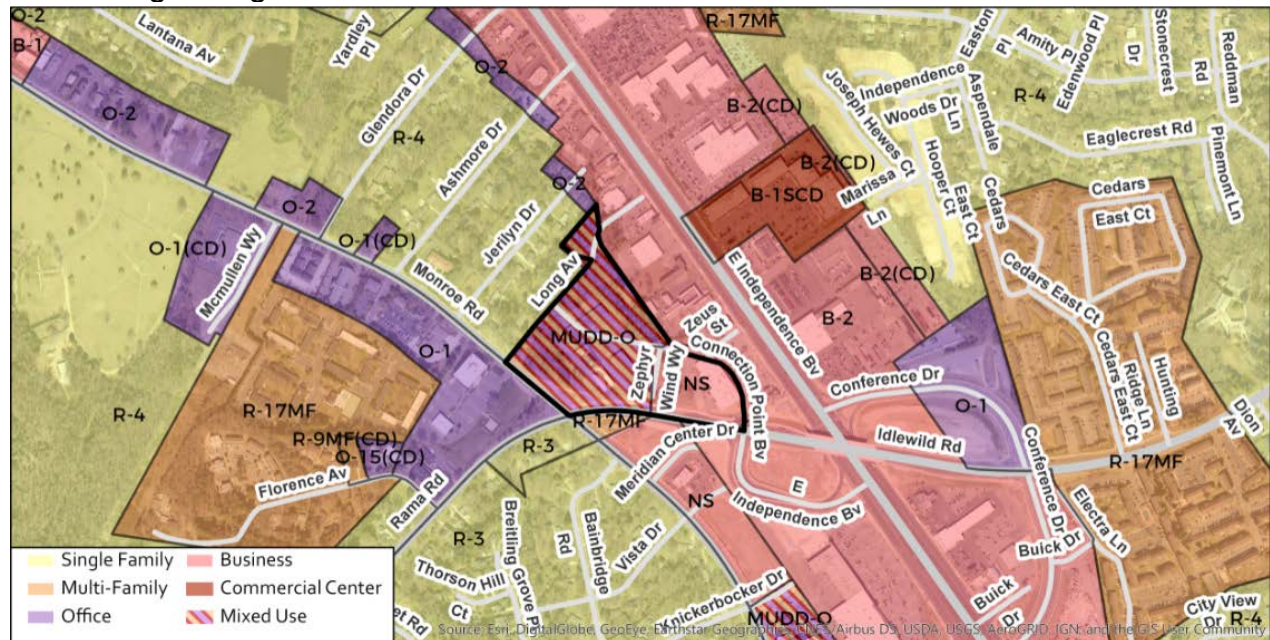 O-2
B-1
Lantana Av
Yardley
Pl
O-2
Glendora Dr
R-4
O-2
Ashmore Dr
R-17MF
B-2(CD)
Joseph Hewes Ct
Independence
Woods Dr
Ln
Hooper Ct
East Ct
Aspendale
Cedars
Easton
Pl
Amity Pl
Edenwood Pl
Stonecrest
Dr
Rd
Reddman
R-4
Eaglecrest Rd
Pinemont Ln
B-2(CD)
B-1SCD
Marissa
Ln
O-2
O-2
O-1(CD)
Mcmullen Wy
O-1(CD)
Monroe Rd
Jerilyn Dr
Long Av
B-2(CD)
B-2
E Independence Bv
Cedars
East Ct
Cedars East Ct
Cedars East Ct
Ridge Ln
Hunting
MUDD-O
Zeus
St
Zephyr
Wind Wy
Connection Point Bv
NS
Conference Dr
O-1
Idlewild Rd
Conference Dr
Dion
Av
R-17MF
O-1
R-4
R-17MF
R-9MF(CD)
O-15(CD)
Florence Av
Rama Rd
R-17MF
R-3
Meridian Center Dr
NS
E
Independence Bv
R-3
Breitling Grove Pl
Bainbridge
Rd
Vista Dr
Thorson Hill
Ct
Knickerbocker Dr
MUDD-O
Electra Ln
Buick Dr
Buick
Dr
City View
Dr
R-4
et Rd
Single Family
Business
Multi-Family
Commercial Center
Office
Mixed Use
Source: Esri, DigitalGlobe, GeoEye, Earthstar Geographics, CNES/Airbus DS, USDA, USGS, AeroGRID, IGN, and the GIS User Community